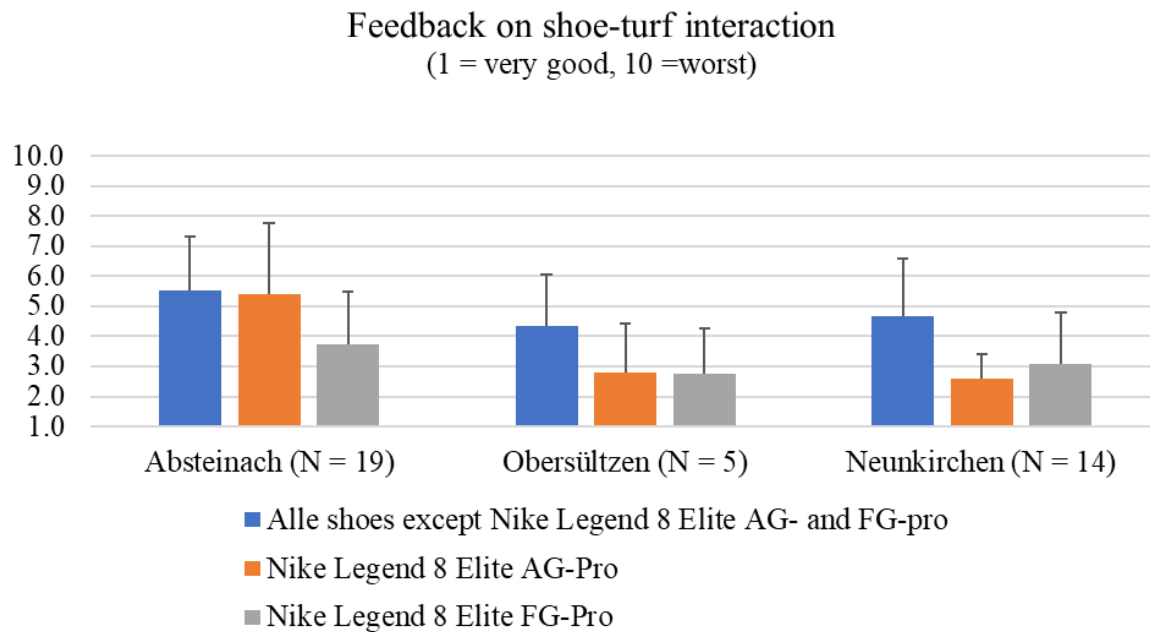 Feedback on shoe-turf interaction
(1 = very good, 10 =worst)
10.0
9.0
8.0
7.0
6.0
5.0
4.0
3.0
2.0
1.0
Absteinach (N = 19)
Obersültzen (N = 5)
Neunkirchen (N = 14)
Alle shoes except Nike Legend 8 Elite AG- and FG-pro
Nike Legend 8 Elite AG-Pro
Nike Legend 8 Elite FG-Pro